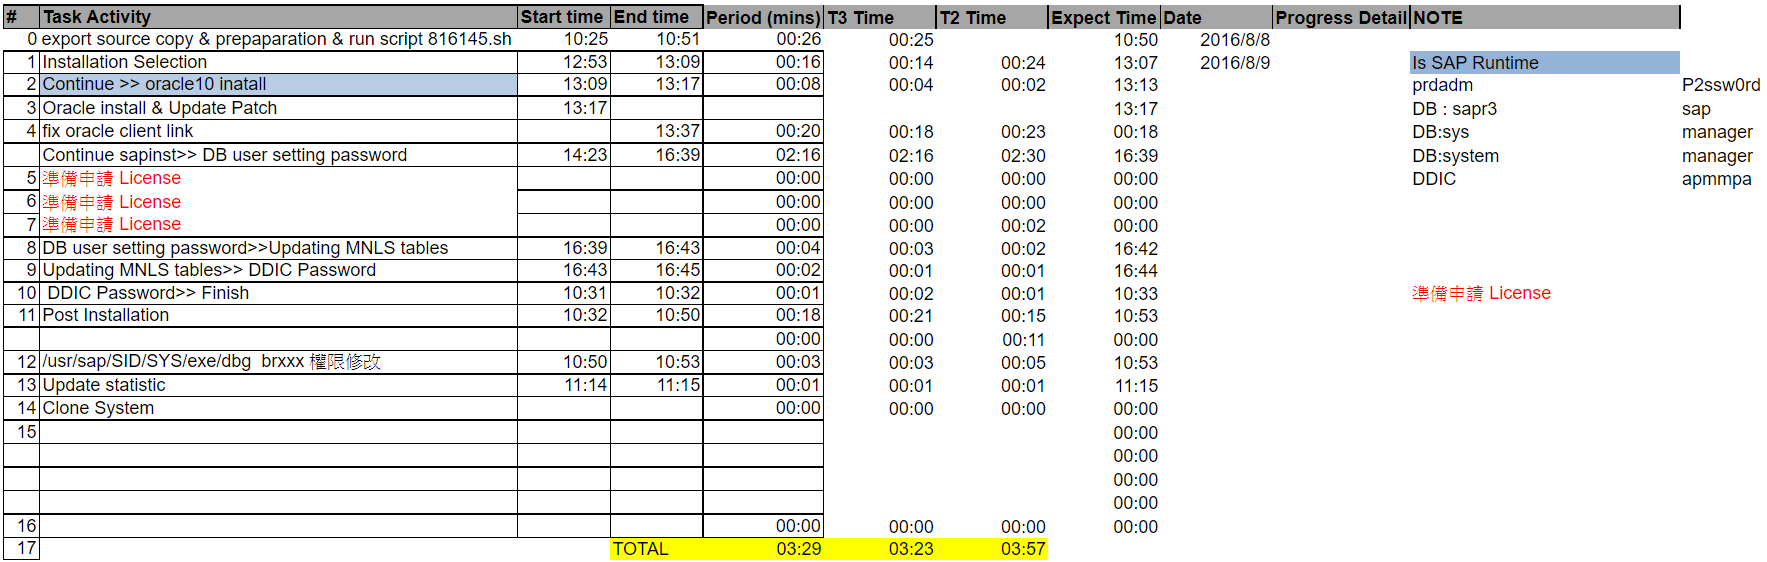 # Task Activity Start time End time Period (mins) T3 Time T2 Time Expect Time Date Progress Detail NOTE
0 export source copy & prepaparation & run script 816145.sh 10:25 10:51 00:26 00:25 10:50 2016/8/8
1 Installation Selection 12:53 13:09 00:16 00:14 00:24 13:07 2016/8/9 Is SAP Runtime
2 Continue >> oracle10 inatall 13:09 13:17 00:08 00:04 00:02 13:13 prdadm P2ssw0rd
3 Oracle install & Update Patch 13:17 13:17 DB : sapr3 sap
4 fix oracle client link 13:37 00:20 00:18 00:23 00:18 DB:sys manager
Continue sapinst>> DB user setting password 14:23 16:39 02:16 02:16 02:30 16:39 DB:system manager
5 準備申請 License 00:00 00:00 00:00 00:00 DDIC apmmpa
6 準備申請 License 00:00 00:00 00:00 00:00
7 準備申請 License 00:00 00:00 00:02 00:00
8 DB user setting password>>Updating MNLS tables 16:39 16:43 00:04 00:03 00:02 16:42
9 Updating MNLS tables>> DDIC Password 16:43 16:45 00:02 00:01 00:01 16:44
10 DDIC Password>> Finish 10:31 10:32 00:01 00:02 00:01 10:33 準備申請 License
11 Post Installation 10:32 10:50 00:18 00:21 00:15 10:53
00:00 00:00 00:11 00:00
12 /usr/sap/SID/SYS/exe/dbg brxxx 權限修改 10:50 10:53 00:03 00:03 00:05 10:53
13 Update statistic 11:14 11:15 00:01 00:01 00:01 11:15
14 Clone System 00:00 00:00 00:00 00:00
15 00:00
00:00
00:00
00:00
16 00:00 00:00 00:00 00:00
17 TOTAL 03:29 03:23 03:57